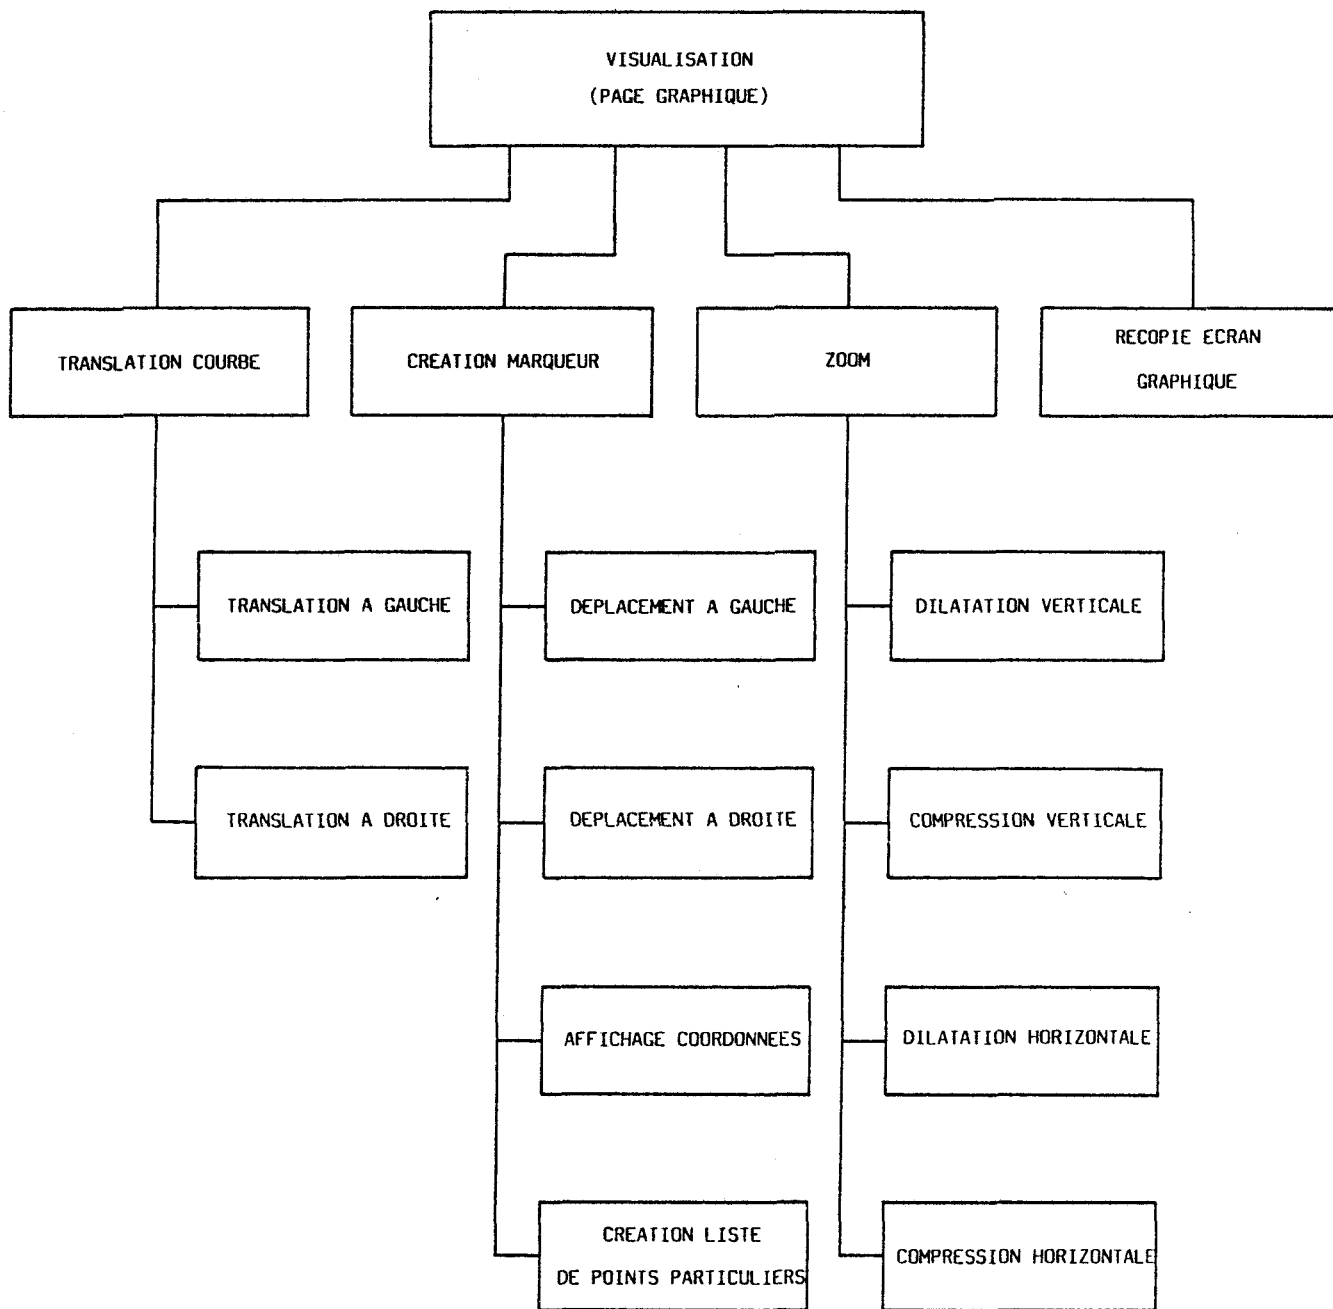 VISUALISATION
(PAGE GRAPHIQUE)
TRANSLATION COURBE
CREATION MARQUEUR
ZOOM
RECOPIE ECRAN
GRAPHIQUE
TRANSLATION A GAUCHE
DEPLACEMENT A GAUCHE
DILATATION VERTICALE
TRANSLATION A DROITE
DEPLACEMENT A DROITE
COMPRESSION VERTICALE
AFFICHAGE COORDONNEES
DILATATION HORIZONTALE
CREATION LISTE
DE POINTS PARTICULIERS
COMPRESSION HORIZONTALE